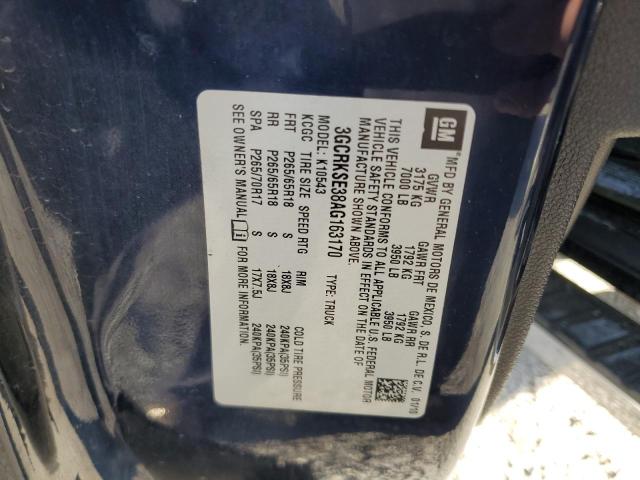 GM
MFD BY GENERAL MOTORS DE MEXICO, S. DE R.L. DE C.V. 01/10
GVWR GAWR FRT GAWR RR
3175 KG 1792 KG 1792 KG
7000 LB 3950 LB 3950 LB
THIS VEHICLE CONFORMS TO ALL APPLICABLE U.S. FEDERAL MOTOR
VEHICLE SAFETY STANDARDS IN EFFECT ON THE DATE OF
MANUFACTURE SHOWN ABOVE.
3GCRKSE38AG163170 TYPE: TRUCK
MODEL: K10543
KCGC TIRE SIZE SPEED RTG RIM COLD TIRE PRESSURE
FRT P265/65R18 S 18X8J 240KPA(35PSI)
RR P265/65R18 S 18X8J 240KPA(35PSI)
SPA P265/70R17 S 17X7.5J 240KPA(35PSI)
SEE OWNER'S MANUAL FOR MORE INFORMATION.